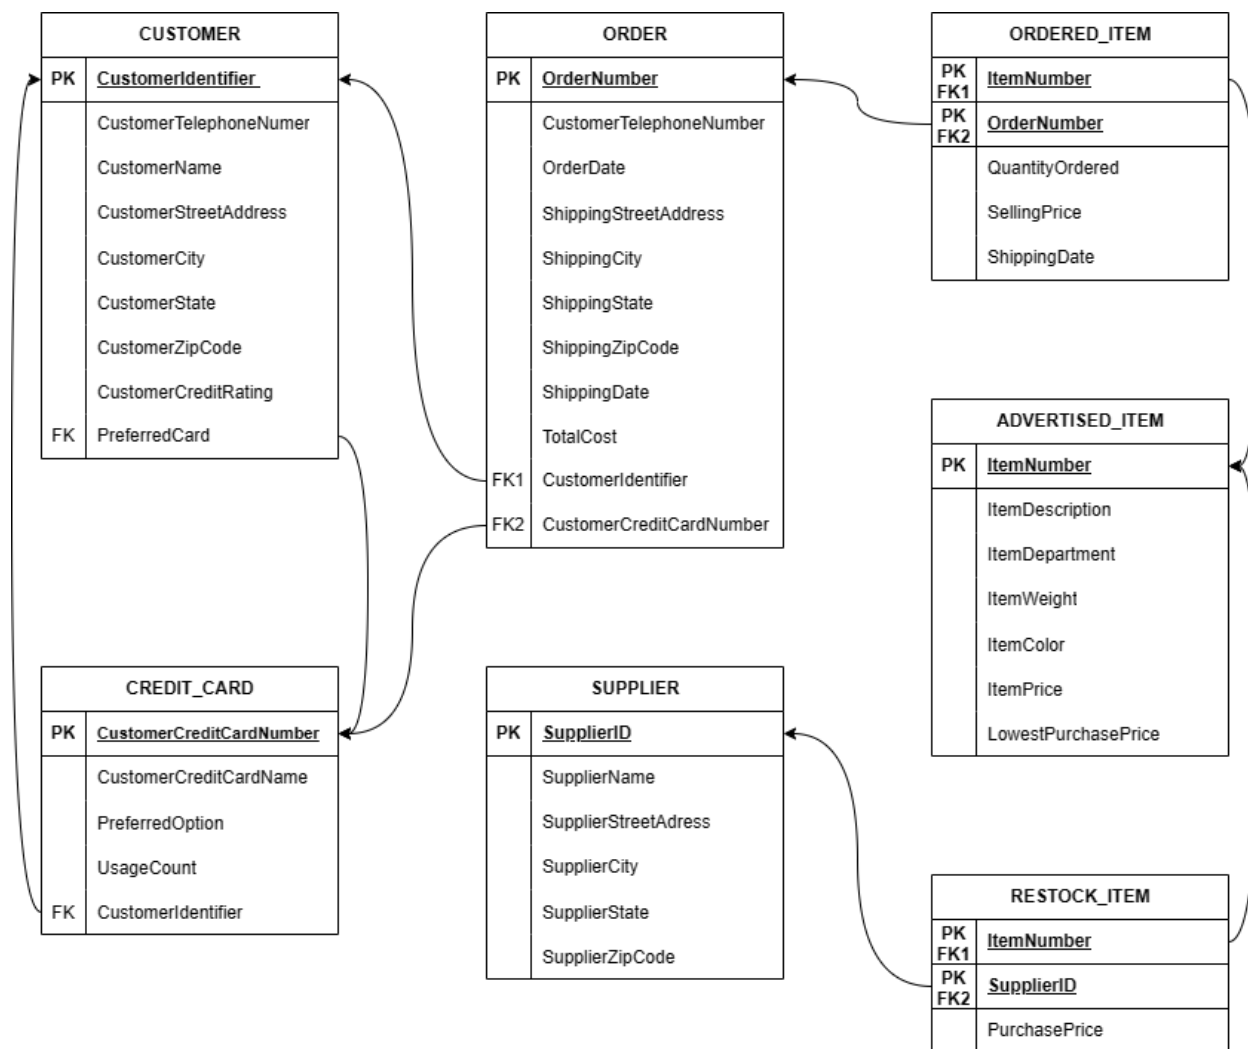 CUSTOMER
PK CustomerIdentifier
CustomerTelephoneNumer
CustomerName
CustomerStreetAddress
CustomerCity
CustomerState
CustomerZipCode
CustomerCreditRating
FK PreferredCard
ORDER
PK OrderNumber
CustomerTelephoneNumber
OrderDate
ShippingStreetAddress
ShippingCity
ShippingState
ShippingZipCode
ShippingDate
TotalCost
FK1 CustomerIdentifier
FK2 CustomerCreditCardNumber
ORDERED_ITEM
PK FK1 ItemNumber
PK FK2 OrderNumber
QuantityOrdered
SellingPrice
ShippingDate
ADVERTISED_ITEM
PK ItemNumber
ItemDescription
ItemDepartment
ItemWeight
ItemColor
ItemPrice
LowestPurchasePrice
CREDIT_CARD
PK CustomerCreditCardNumber
CustomerCreditCardName
PreferredOption
UsageCount
FK CustomerIdentifier
SUPPLIER
PK SupplierID
SupplierName
SupplierStreetAdress
SupplierCity
SupplierState
SupplierZipCode
RESTOCK_ITEM
PK FK1 ItemNumber
PK FK2 SupplierID
PurchasePrice